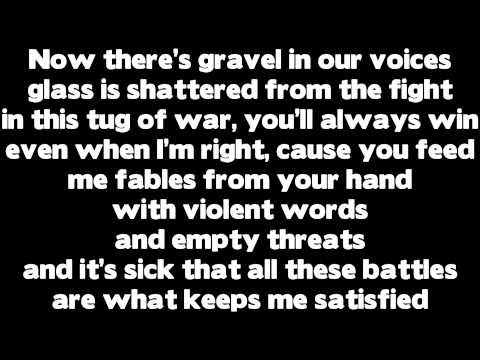 Now there's gravel in our voices
glass is shattered from the fight
in this tug of war, you'll always win
even when I'm right, cause you feed
me fables from your hand
with violent words
and empty threats
and it's sick that all these battles
are what keeps me satisfied